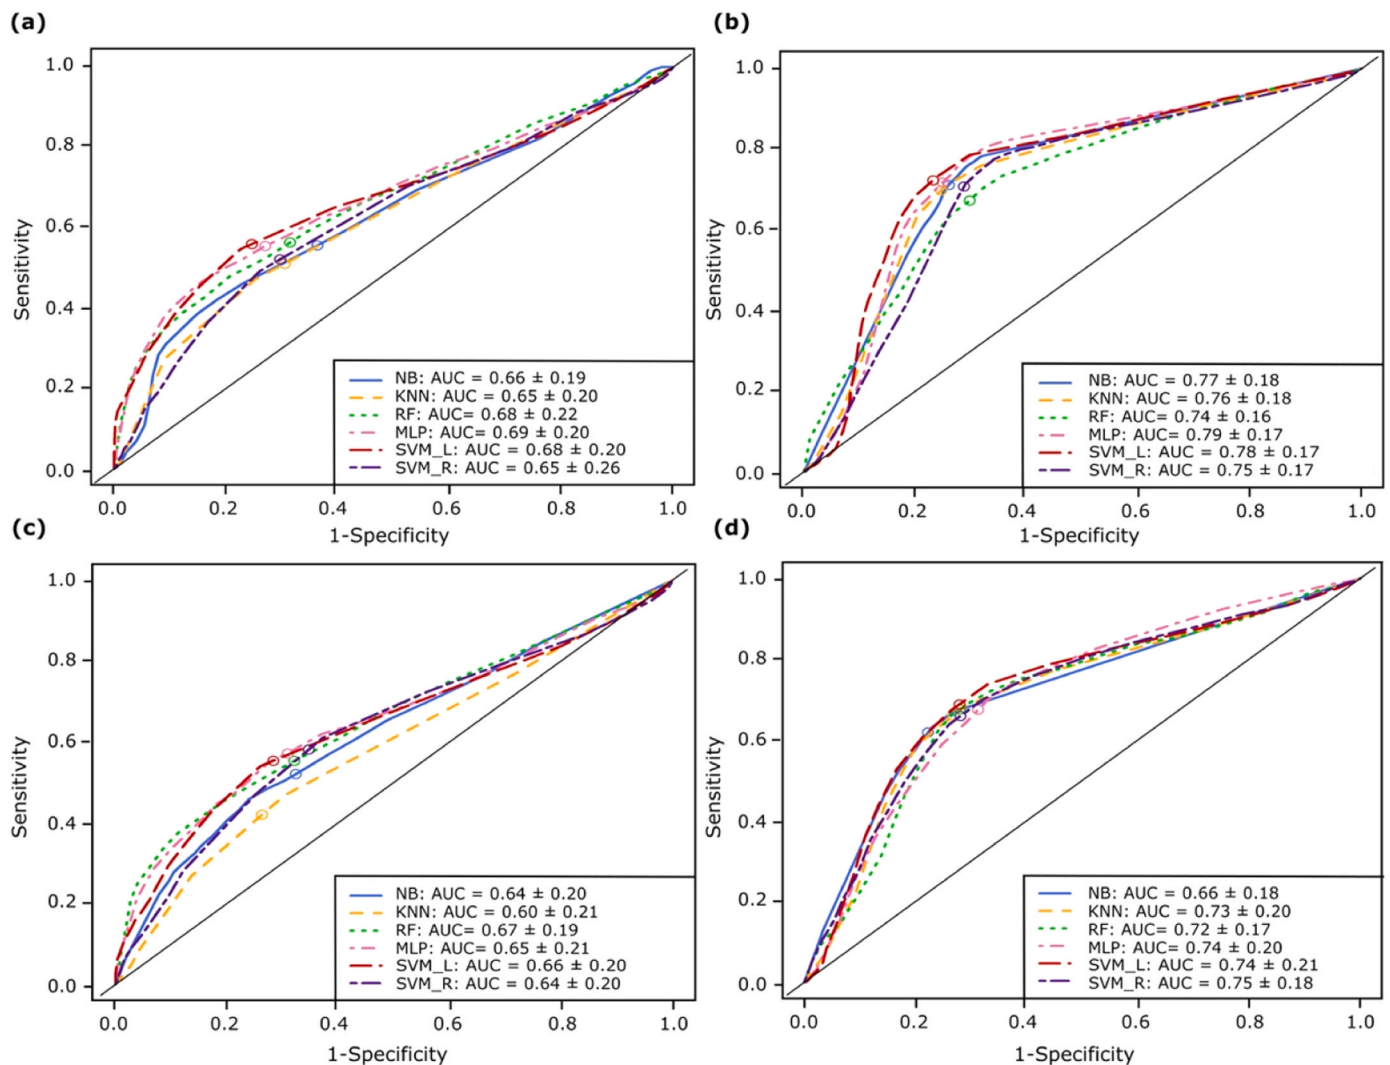 (a)
1.0
0.8
0.6
0.4
0.2
0.0
Sensitivity
NB: AUC = 0.66 ± 0.19
KNN: AUC = 0.65 ± 0.20
RF: AUC= 0.68 ± 0.22
MLP: AUC= 0.69 ± 0.20
SVM_L: AUC = 0.68 ± 0.20
SVM_R: AUC = 0.65 ± 0.26
0.0 0.2 0.4 0.6 0.8 1.0
1-Specificity
(b)
1.0
0.8
0.6
0.4
0.2
0.0
Sensitivity
NB: AUC = 0.77 ± 0.18
KNN: AUC = 0.76 ± 0.18
RF: AUC = 0.74 ± 0.16
MLP: AUC = 0.79 ± 0.17
SVM_L: AUC = 0.78 ± 0.17
SVM_R: AUC = 0.75 ± 0.17
0.0 0.2 0.4 0.6 0.8 1.0
1-Specificity
(c)
1.0
0.8
0.6
0.4
0.2
0.0
Sensitivity
NB: AUC = 0.64 ± 0.20
KNN: AUC = 0.60 ± 0.21
RF: AUC= 0.67 ± 0.19
MLP: AUC= 0.65 ± 0.21
SVM_L: AUC = 0.66 ± 0.20
SVM_R: AUC = 0.64 ± 0.20
0.0 0.2 0.4 0.6 0.8 1.0
1-Specificity
(d)
1.0
0.8
0.6
0.4
0.2
0.0
Sensitivity
NB: AUC = 0.66 ± 0.18
KNN: AUC = 0.73 ± 0.20
RF: AUC = 0.72 ± 0.17
MLP: AUC= 0.74 ± 0.20
SVM_L: AUC = 0.74 ± 0.21
SVM_R: AUC = 0.75 ± 0.18
0.0 0.2 0.4 0.6 0.8 1.0
1-Specificity